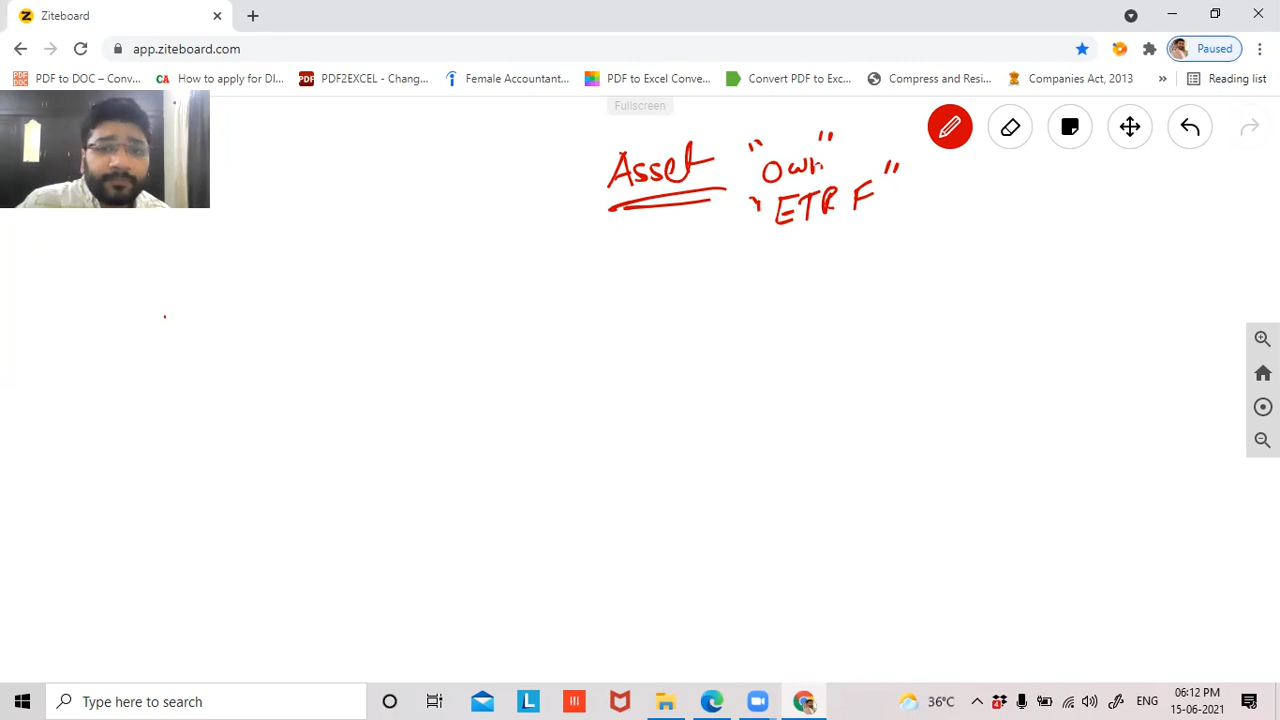 Ziteboard
app.ziteboard.com
Paused
PDF to DOC – Conv...
How to apply for DI...
PDF2EXCEL - Chang...
Female Accountant...
PDF to Excel Conve...
Convert PDF to Exc...
Compress and Resi...
Companies Act, 2013
»
Reading list
Fullscreen
Asset "Own"
"ETR F"
Type here to search
36°C
06:12 PM
ENG
15-06-2021